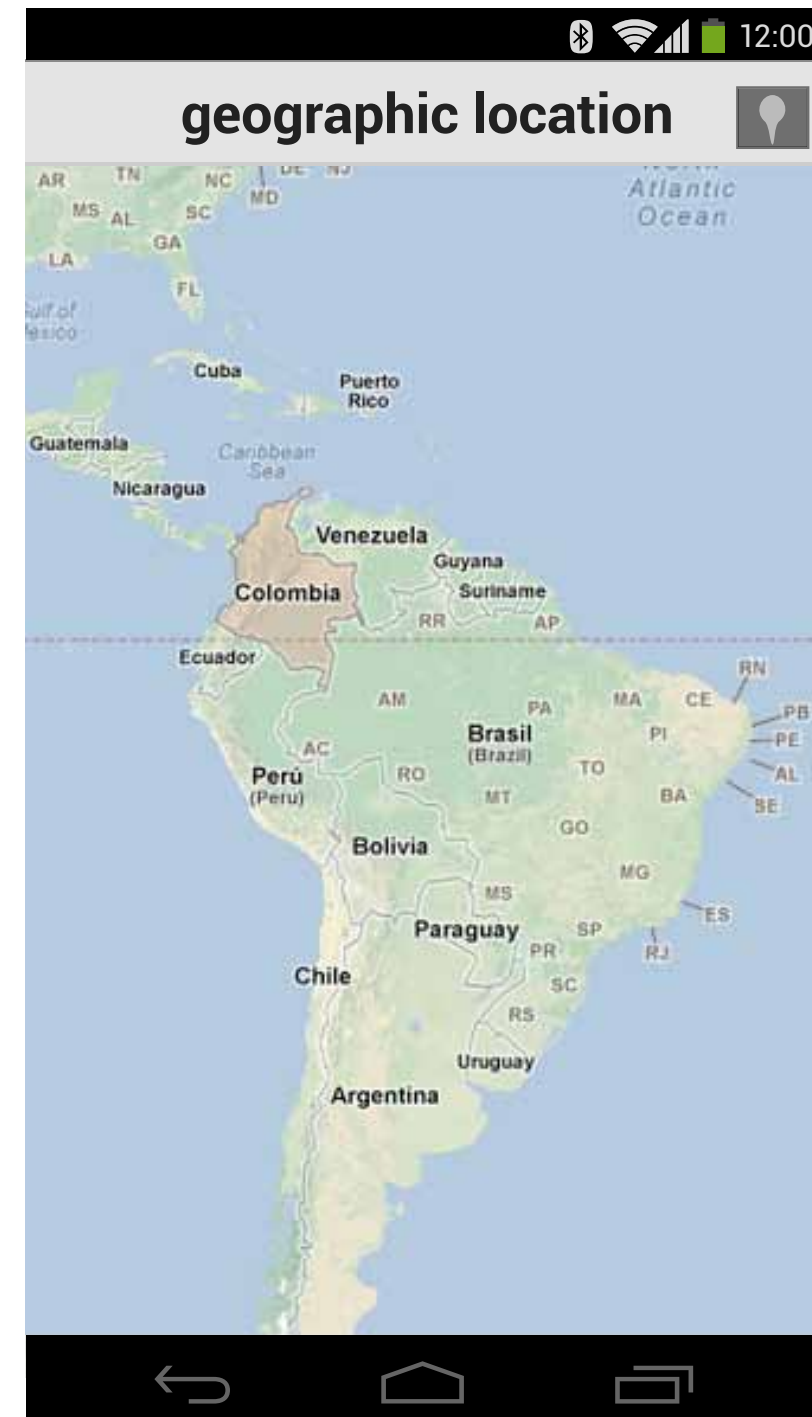 12:00
geographic location
AR
TN
NC
MD
North
Atlantic
Ocean
MS
AL
SC
GA
LA
FL
Cuba
Puerto
Rico
Guatemala
Caribbean
Sea
Nicaragua
Venezuela
Guyana
Colombia
Suriname
RR
AP
Ecuador
RN
AM
PA
MA
CE
PB
Brasil
(Brazil)
PI
PE
AC
Perú
(Peru)
RO
TO
AL
MT
BA
SE
GO
Bolivia
MG
MS
ES
Paraguay
SP
PR
RJ
Chile
SC
RS
Uruguay
Argentina